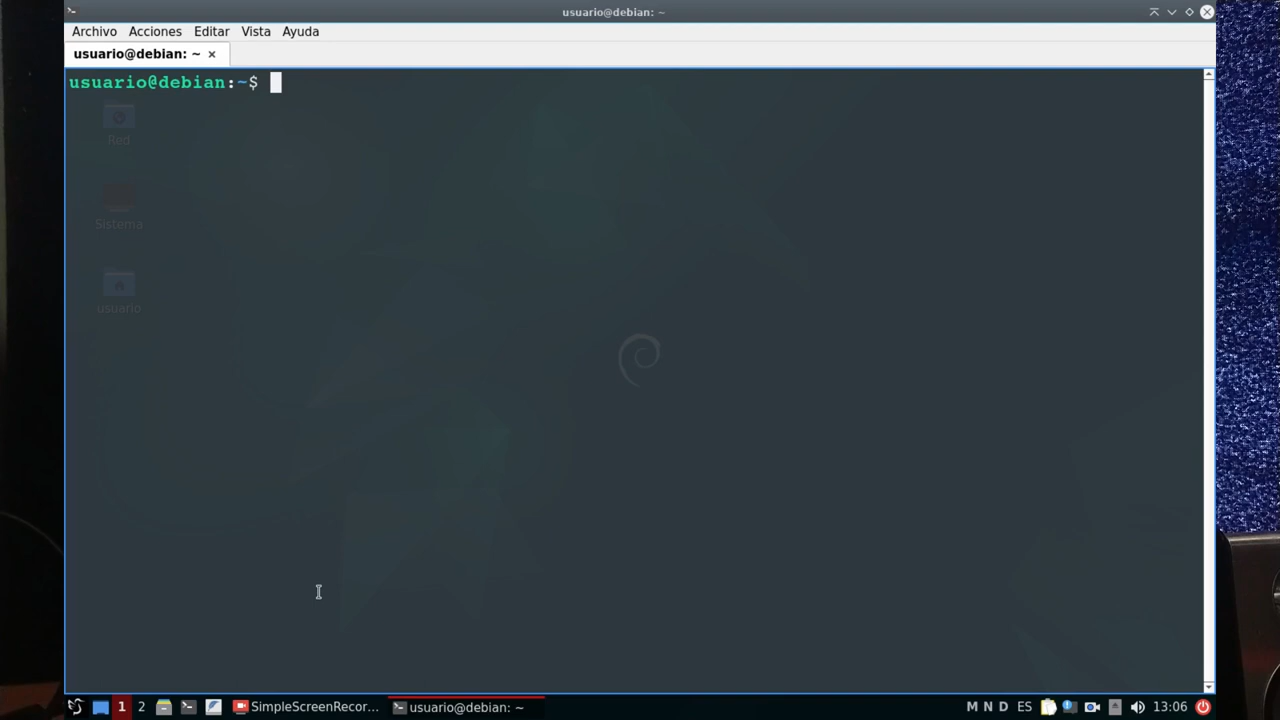 usuario@debian: ~
Archivo Acciones Editar Vista Ayuda
usuario@debian: ~ ×
usuario@debian:~$
Red
Sistema
usuario
1 2 SimpleScreenRecor... usuario@debian: ~ M N D ES 13:06